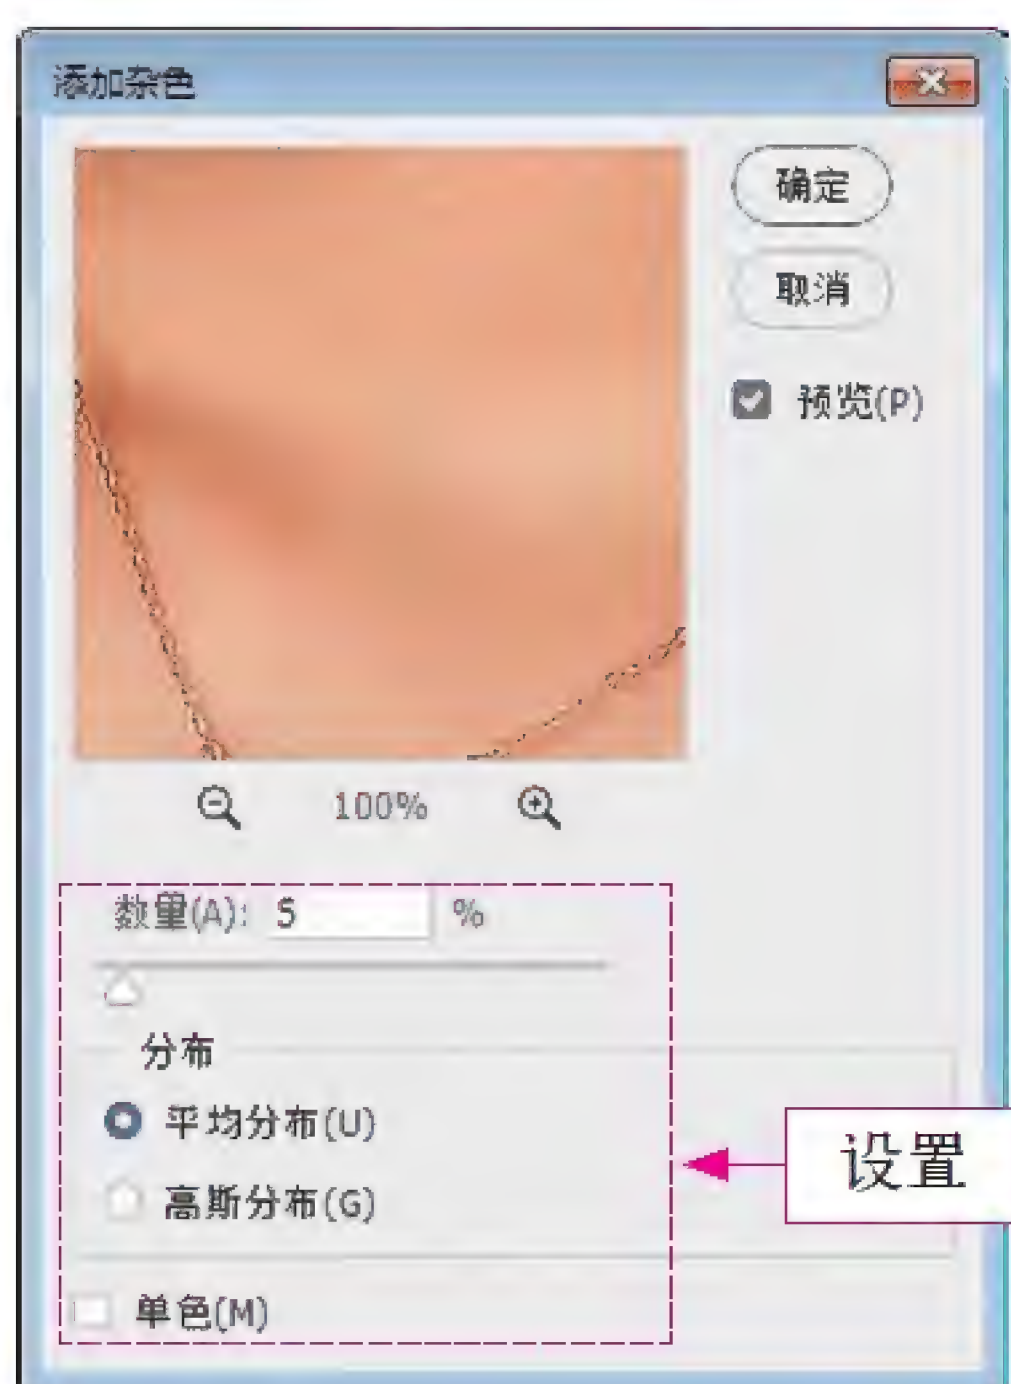 添加杂色
确定
取消
预览(P)
100%
数量(A): 5 %
分布
平均分布(U)
高斯分布(G)
设置
单色(M)